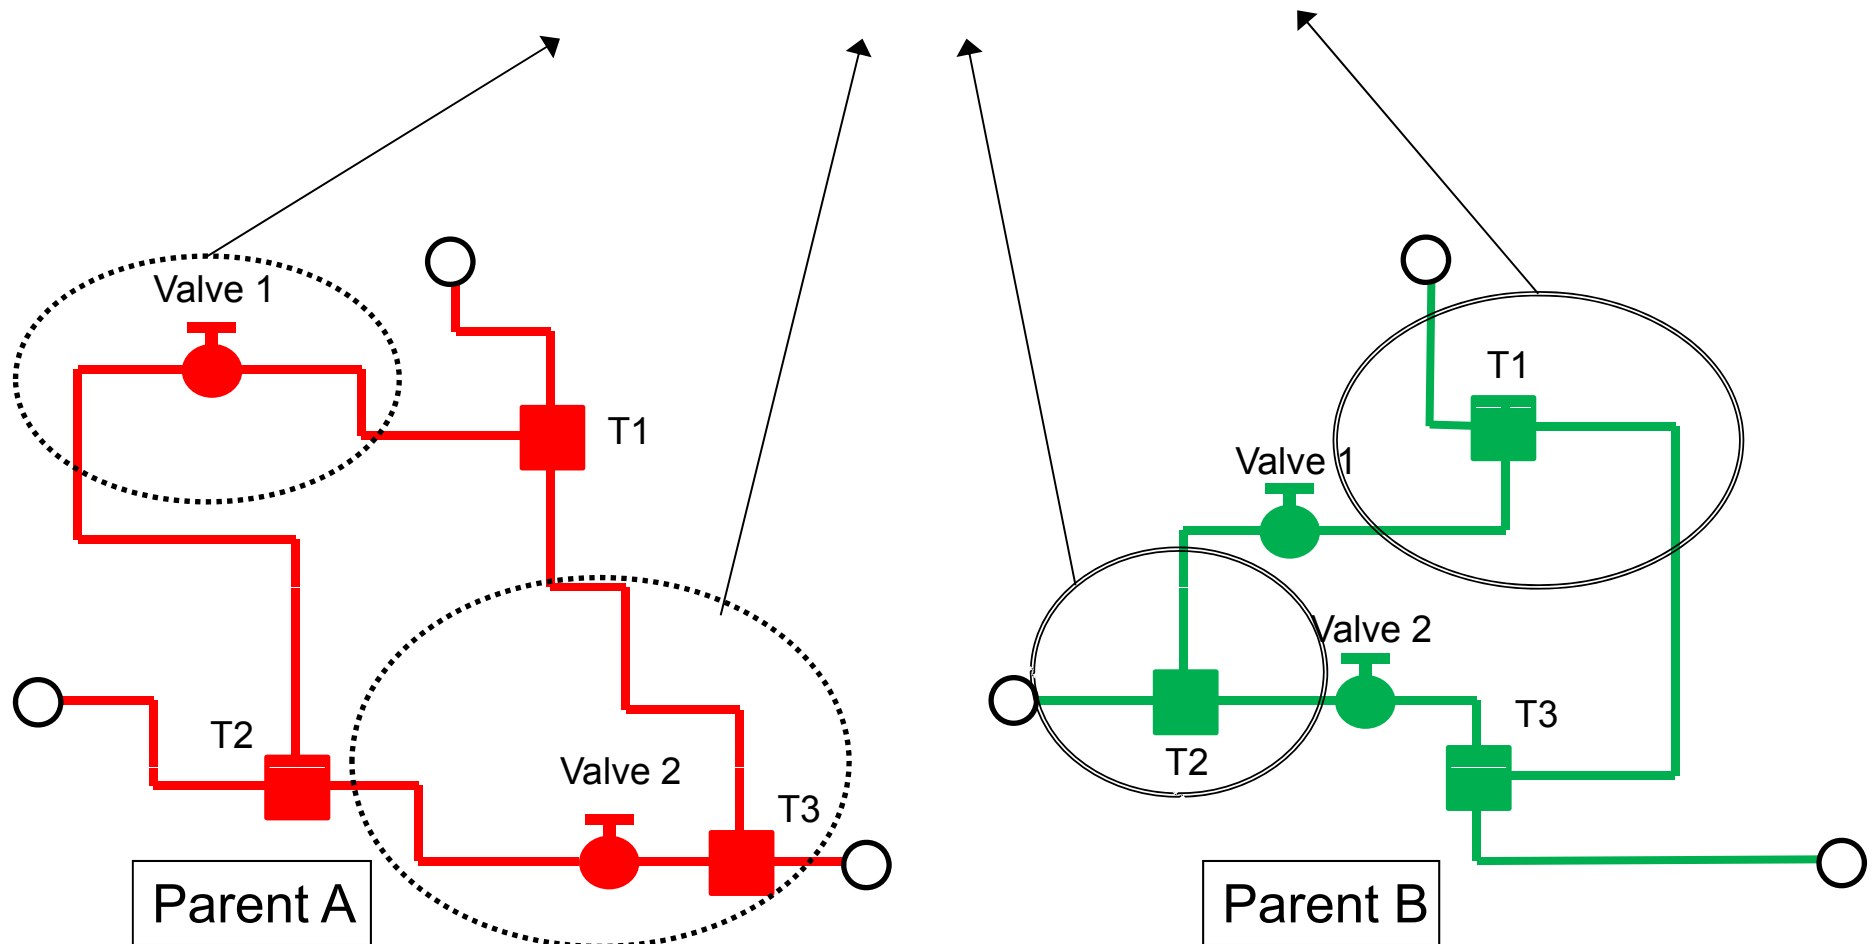 Valve 1
T1
T2
Valve 2
T3
Parent A
T1
Valve 1
Valve 2
T3
T2
Parent B